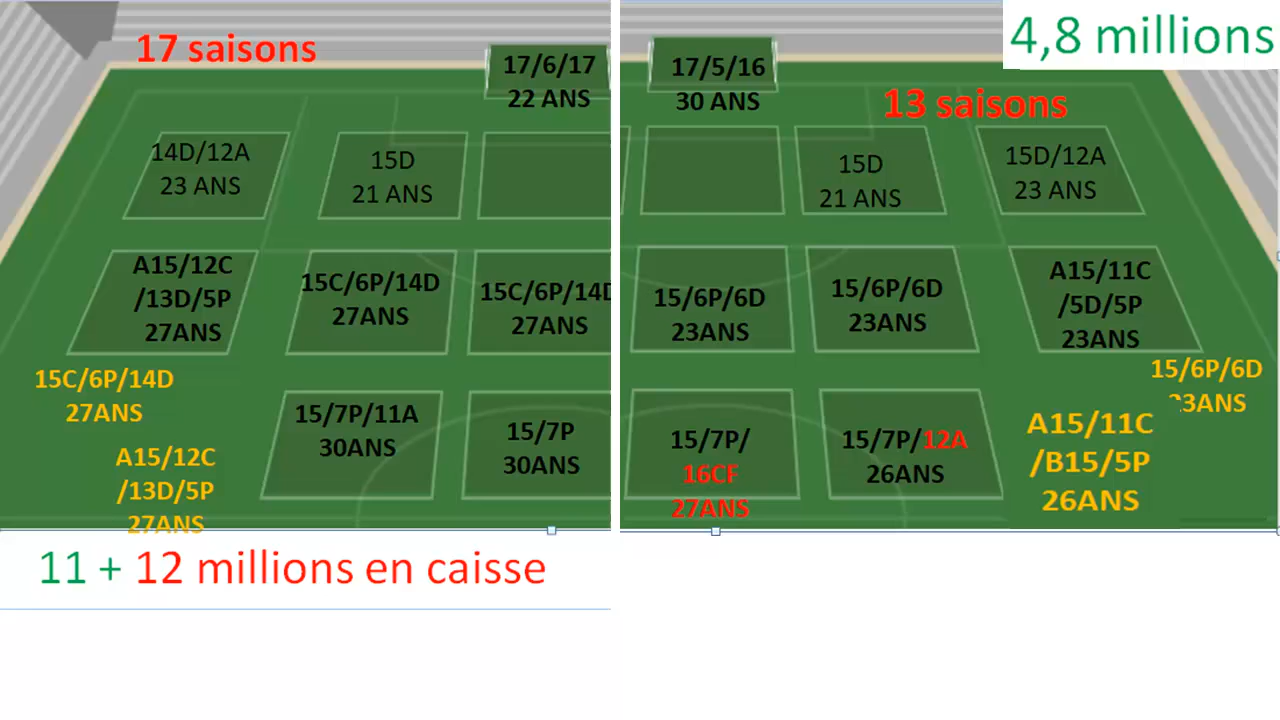 17 saisons
17/6/17
22 ANS
14D/12A
23 ANS
15D
21 ANS
A15/12C
/13D/5P
27ANS
15C/6P/14D
27ANS
15C/6P/14D
27ANS
15C/6P/14D
27ANS
A15/12C
/13D/5P
27ANS
15/7P/11A
30ANS
15/7P
30ANS
11 + 12 millions en caisse
4,8 millions
17/5/16
30 ANS
13 saisons
15D
21 ANS
15D/12A
23 ANS
15/6P/6D
23ANS
15/6P/6D
23ANS
A15/11C
/5D/5P
23ANS
15/6P/6D
23ANS
15/7P/
16CF
27ANS
15/7P/12A
26ANS
A15/11C
/B15/5P
26ANS